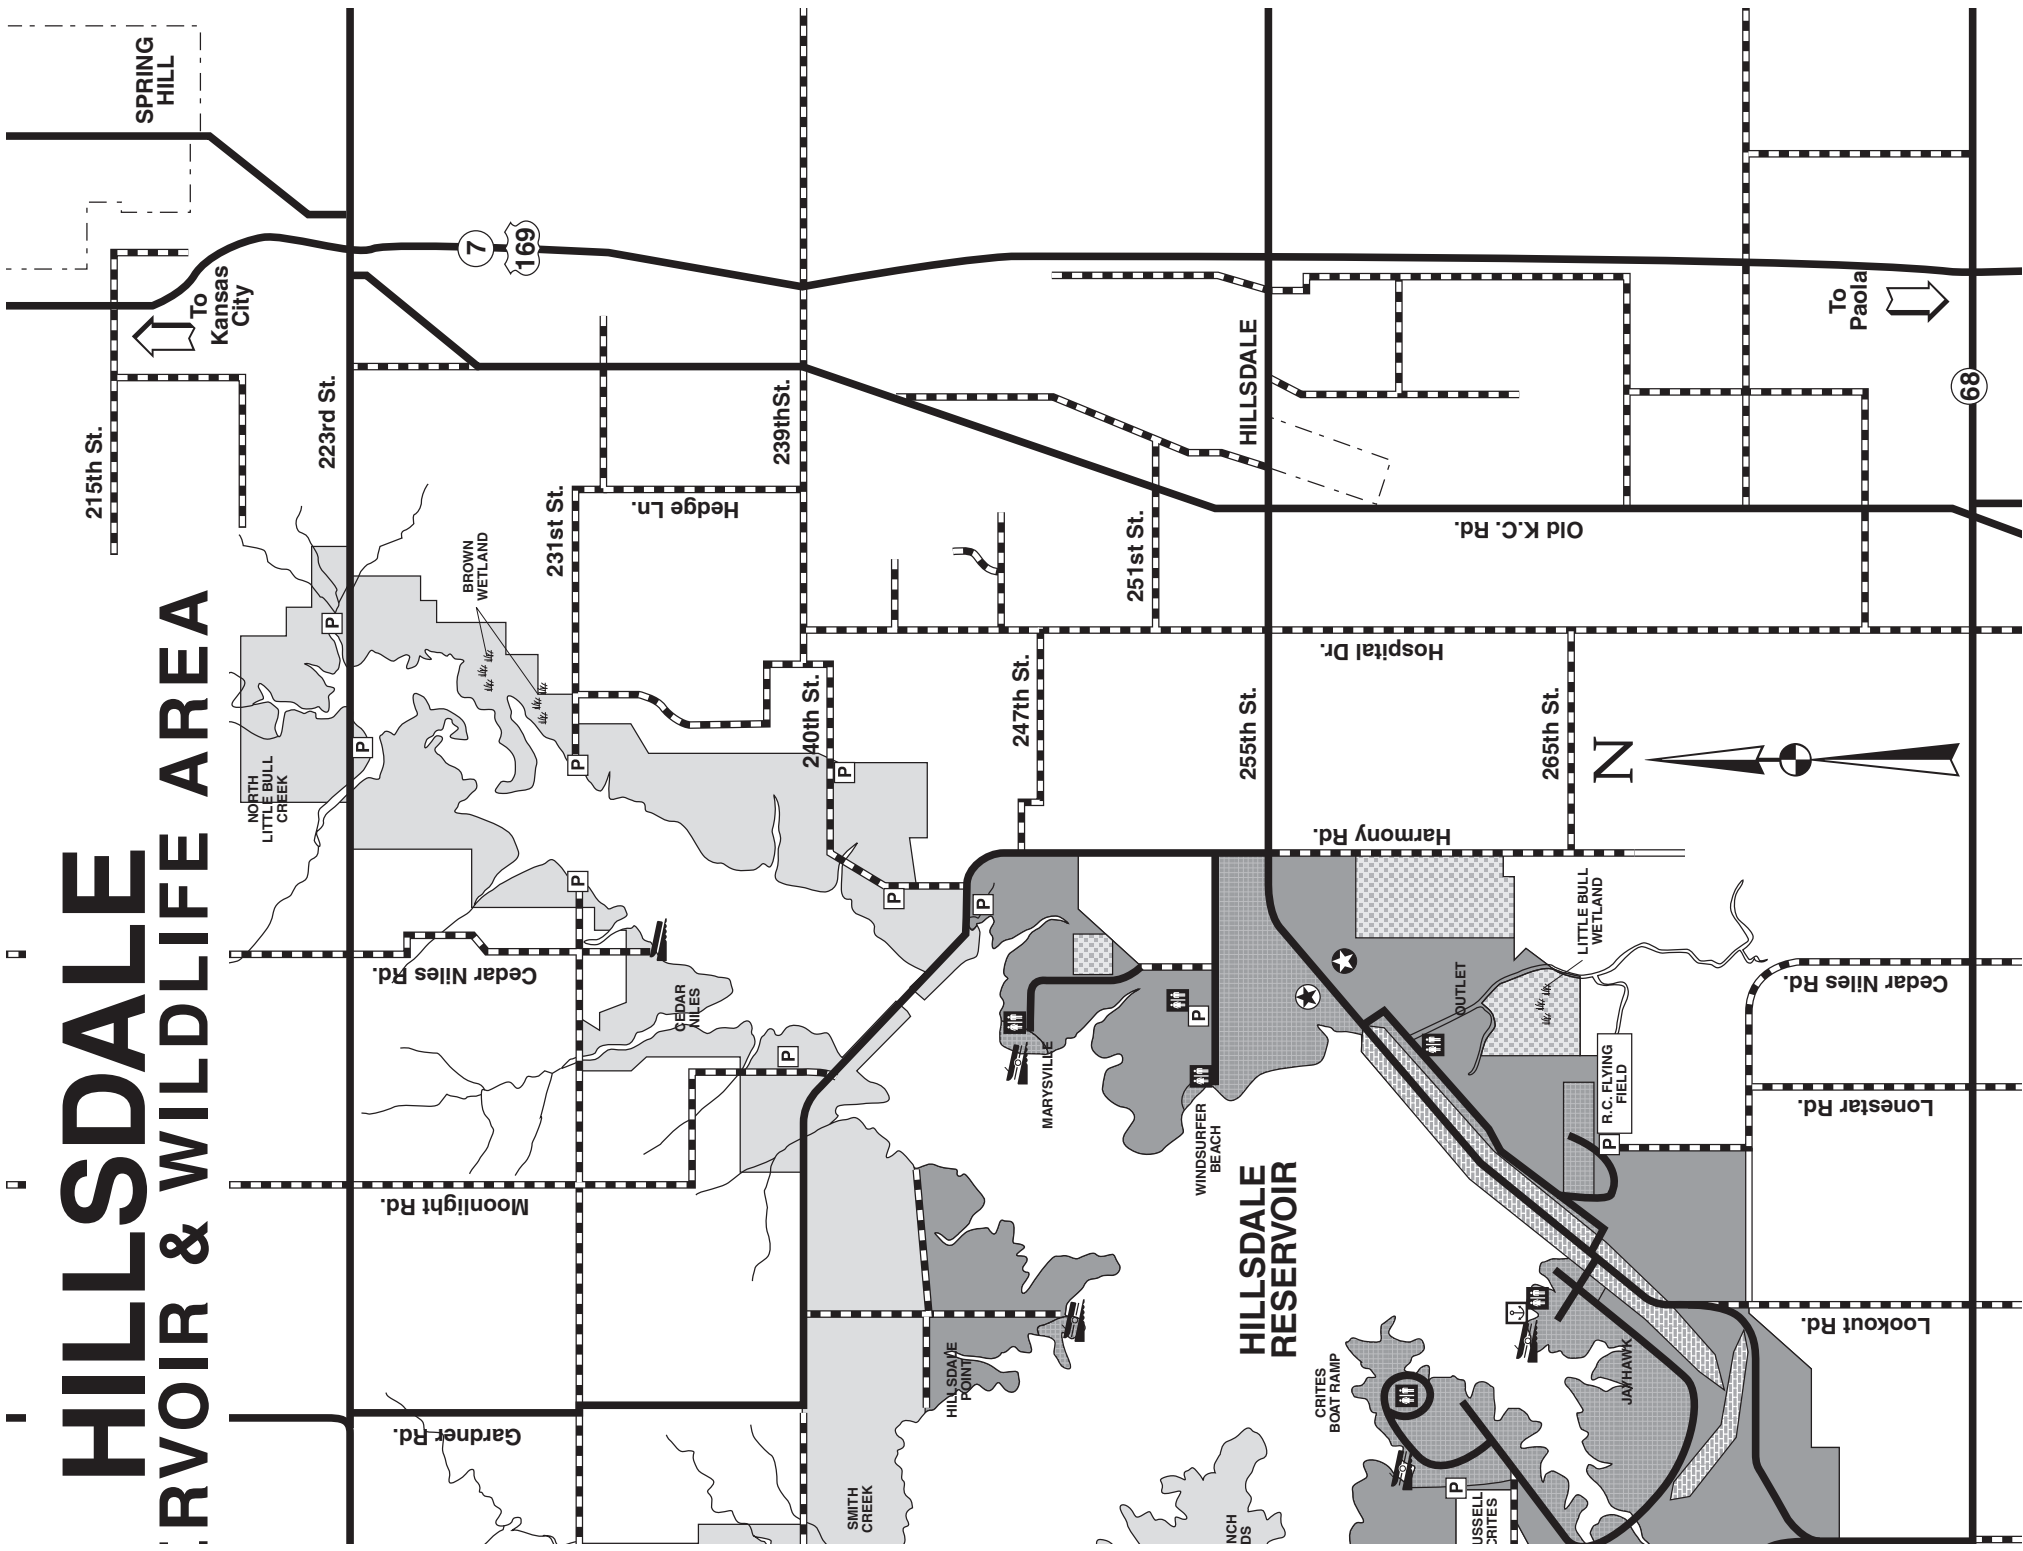 HILLSDALE
RVOIR & WILDLIFE AREA
SPRING
HILL
7
169
To
Kansas
City
215th St.
223rd St.
231st St.
239thSt.
Hedge Ln.
BROWN
WETLAND
NORTH
LITTLE BULL
CREEK
240th St.
247th St.
251st St.
255th St.
265th St.
HILLSDALE
Old K.C. Rd.
Hospital Dr.
Harmony Rd.
To
Paola
68
N
P
P
P
P
P
P
P
P
P
P
P
Cedar Niles Rd.
CEDAR
NILES
Moonlight Rd.
Gardner Rd.
MARYSVILLE
WINDSURFER
BEACH
HILLSDALE
RESERVOIR
HILLSDALE
POINT
SMITH
CREEK
OUTLET
LITTLE BULL
WETLAND
R.C. FLYING
FIELD
Cedar Niles Rd.
Lonestar Rd.
Lookout Rd.
JAYHAWK
CRITES
BOAT RAMP
USSELL
CRITES
NCH
DS